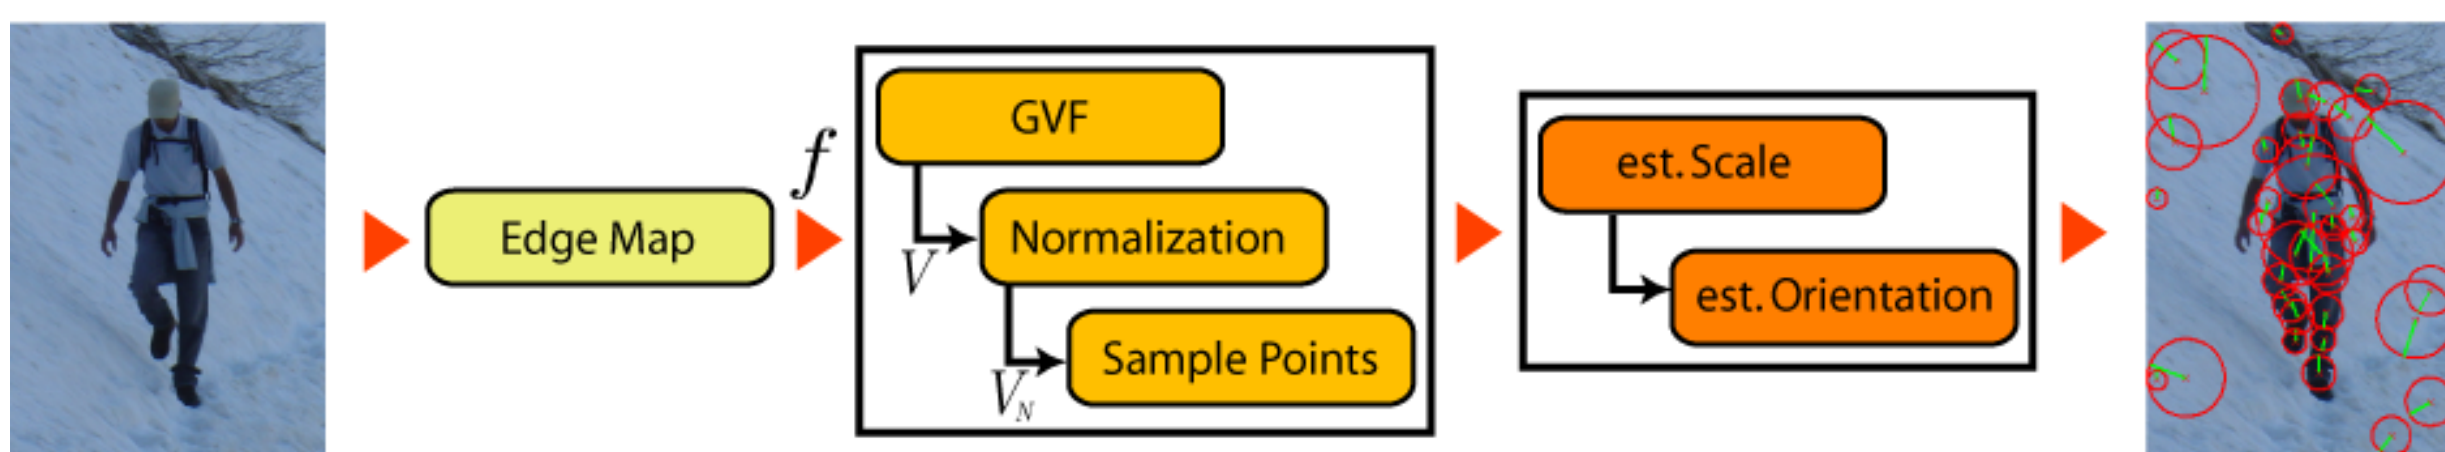 Edge Map
f
GVF
V
Normalization
V_N
Sample Points
est. Scale
est. Orientation